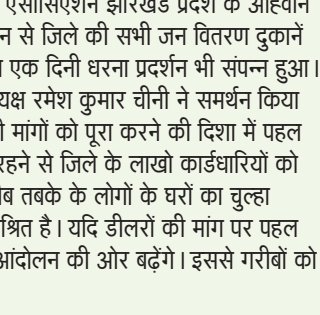 एसोसिएशन झारखंड प्रदेश के आह्वान
न से जिले की सभी जन वितरण दुकानें
एक दिनी धरना प्रदर्शन भी संपन्न हुआ।
यक्ष रमेश कुमार चीनी ने समर्थन किया
मांगों को पूरा करने की दिशा में पहल
रहने से जिले के लाखो कार्डधारियों को
ीब तबके के लोगों के घरों का चुल्हा
श्रित है। यदि डीलरों की मांग पर पहल
आंदोलन की ओर बढ़ेंगे। इससे गरीबों को